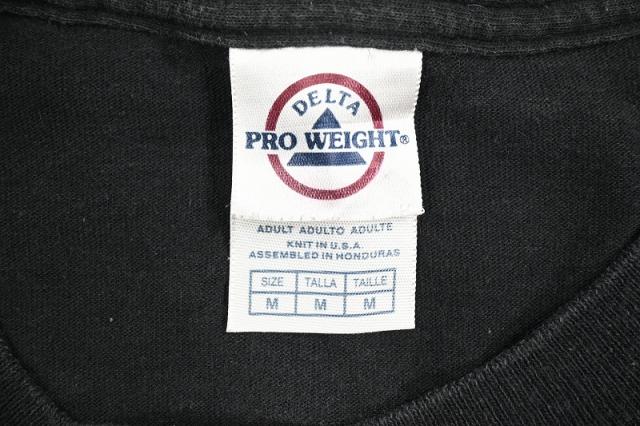 DELTA
PRO WEIGHT®
ADULT ADULTO ADULTE
KNIT IN U.S.A.
ASSEMBLED IN HONDURAS
SIZE TALLA TAILLE
M M M